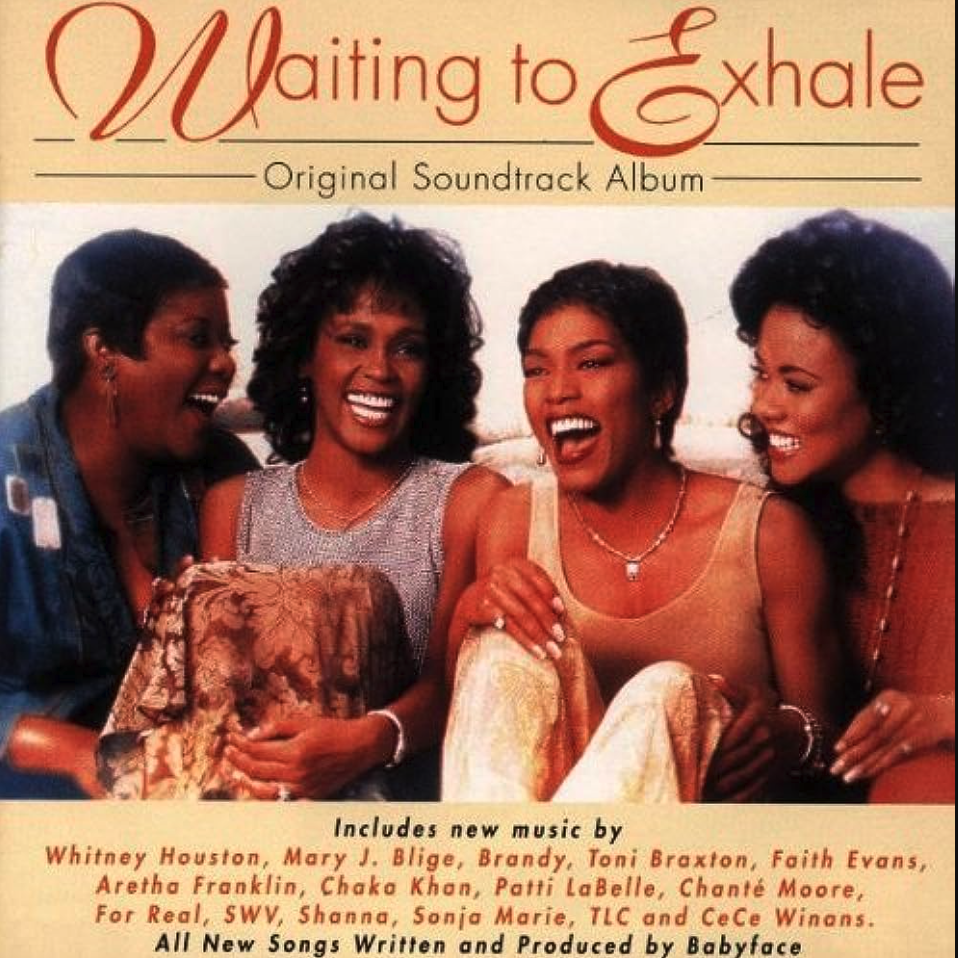 Waiting to Exhale
Original Soundtrack Album
Includes new music by
Whitney Houston, Mary J. Blige, Brandy, Toni Braxton, Faith Evans,
Aretha Franklin, Chaka Khan, Patti LaBelle, Chanté Moore,
For Real, SWV, Shanna, Sonja Marie, TLC and CeCe Winans.
All New Songs Written and Produced by Babyface